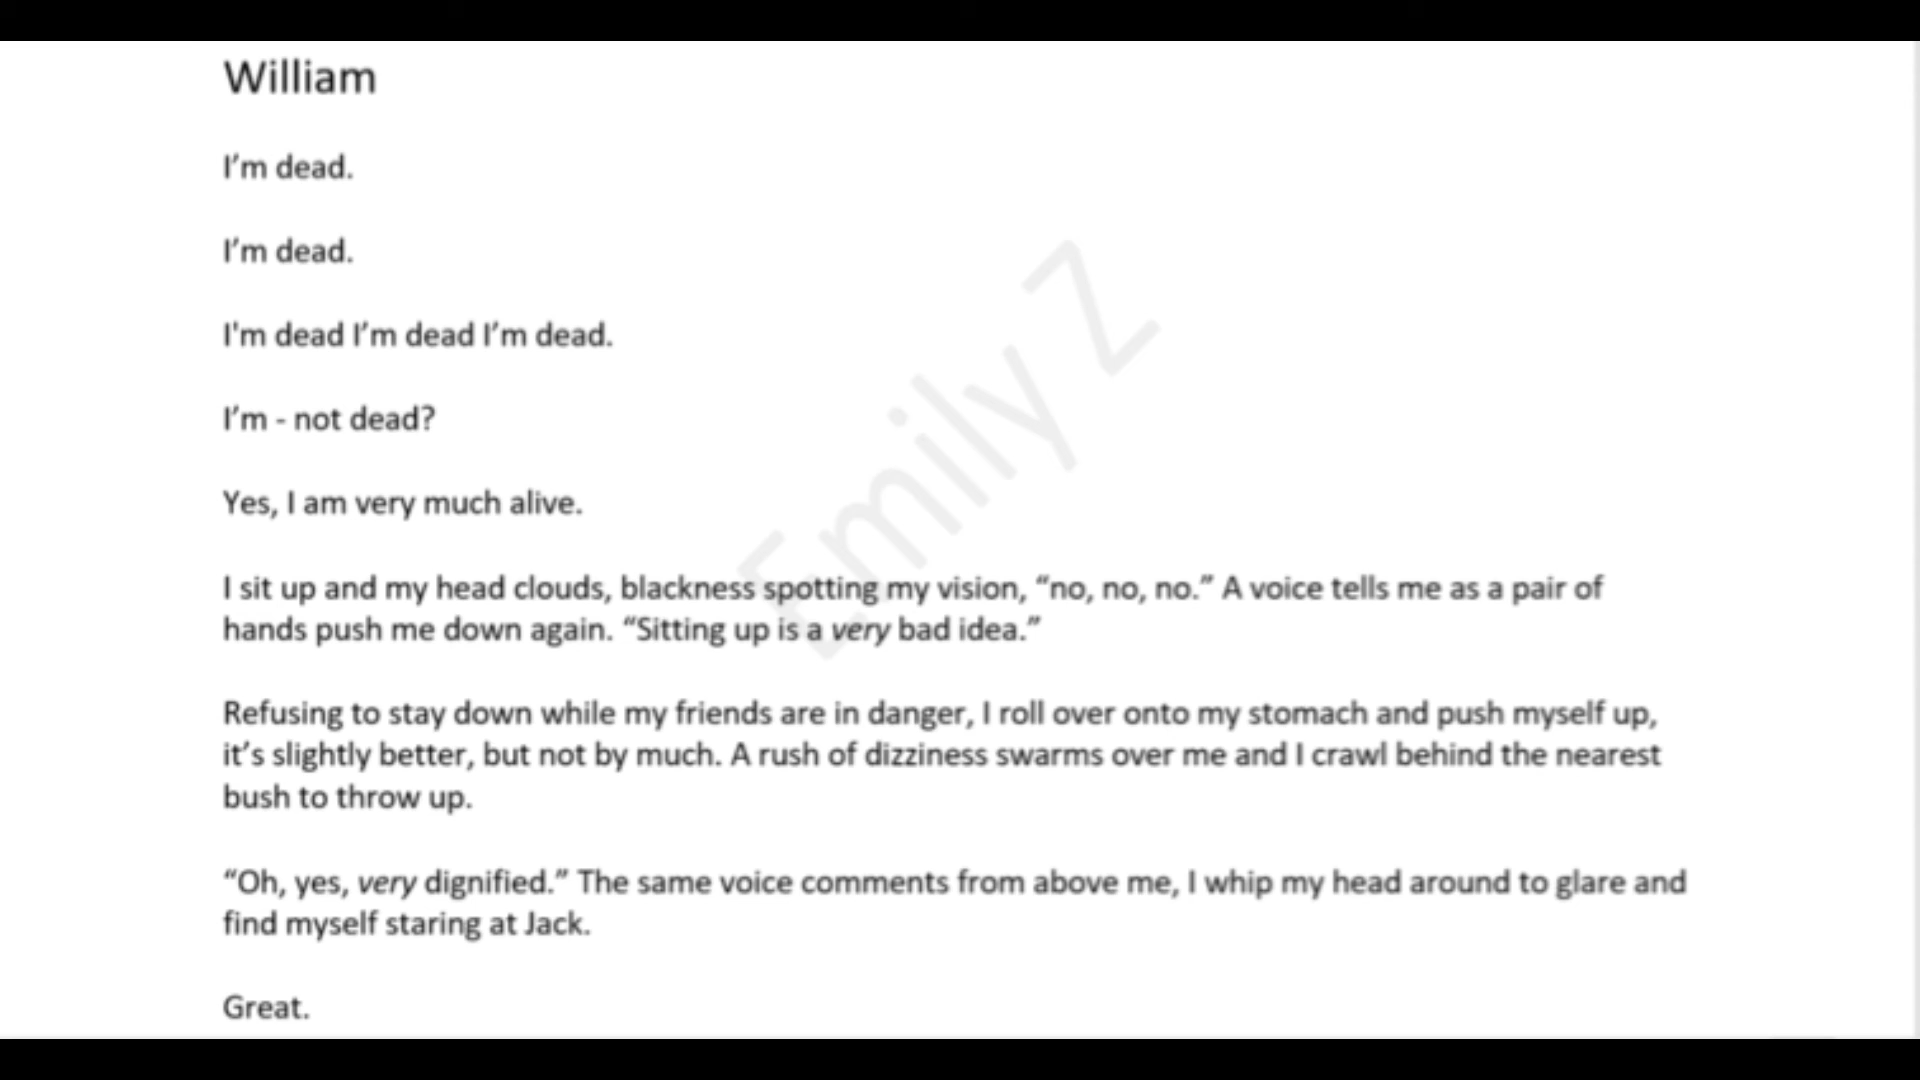 William
I’m dead.
I’m dead.
I'm dead I’m dead I’m dead.
I’m - not dead?
Yes, I am very much alive.
I sit up and my head clouds, blackness spotting my vision, “no, no, no.” A voice tells me as a pair of
hands push me down again. “Sitting up is a very bad idea.”
Refusing to stay down while my friends are in danger, I roll over onto my stomach and push myself up,
it’s slightly better, but not by much. A rush of dizziness swarms over me and I crawl behind the nearest
bush to throw up.
“Oh, yes, very dignified.” The same voice comments from above me, I whip my head around to glare and
find myself staring at Jack.
Great.
Emily Z